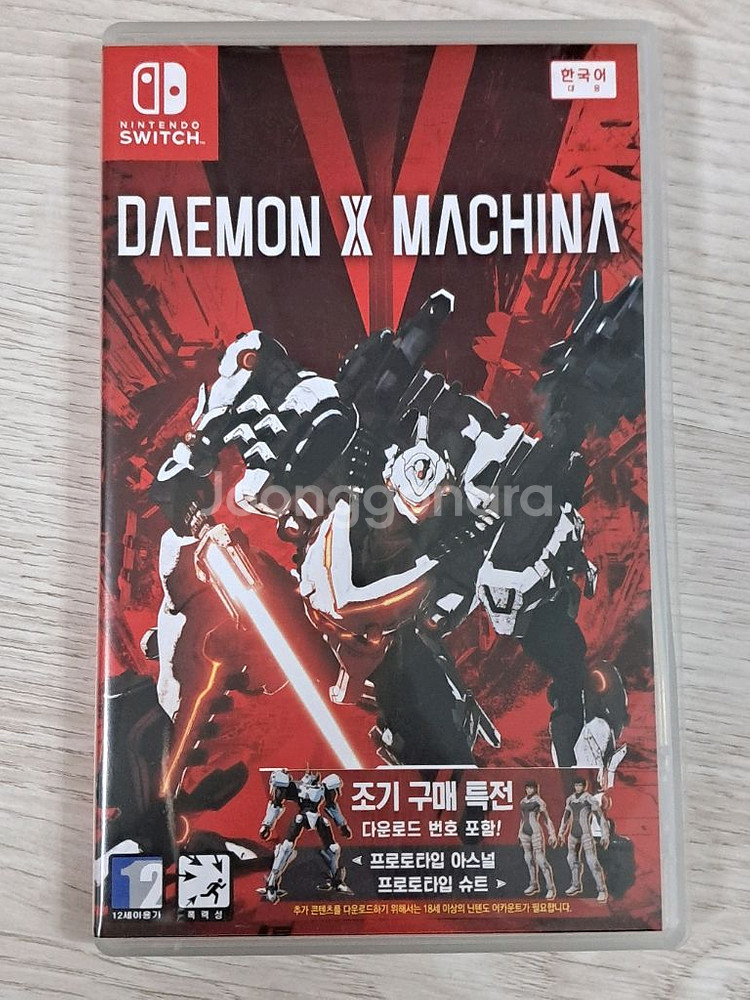 NINTENDO
SWITCH™
한국어
대 응
DAEMON X MACHINA
Joonggonara
조기 구매 특전
다운로드 번호 포함!
프로토타입 아스널
프로토타입 슈트
추가 콘텐츠를 다운로드하기 위해서는 18세 이상의 닌텐도 어카운트가 필요합니다.
12
12세이용가
폭력성